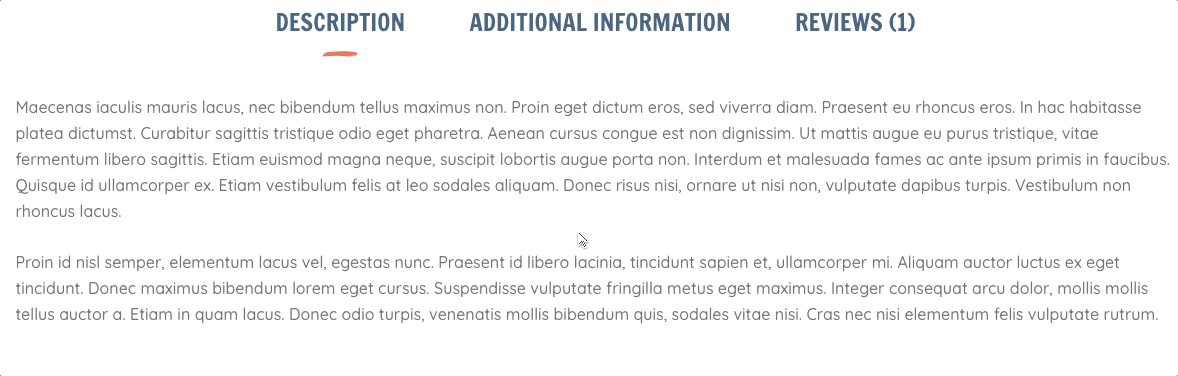 DESCRIPTION ADDITIONAL INFORMATION REVIEWS (1)
Maecenas iaculis mauris lacus, nec bibendum tellus maximus non. Proin eget dictum eros, sed viverra diam. Praesent eu rhoncus eros. In hac habitasse
platea dictumst. Curabitur sagittis tristique odio eget pharetra. Aenean cursus congue est non dignissim. Ut mattis augue eu purus tristique, vitae
fermentum libero sagittis. Etiam euismod magna neque, suscipit lobortis augue porta non. Interdum et malesuada fames ac ante ipsum primis in faucibus.
Quisque id ullamcorper ex. Etiam vestibulum felis at leo sodales aliquam. Donec risus nisi, ornare ut nisi non, vulputate dapibus turpis. Vestibulum non
rhoncus lacus.
Proin id nisl semper, elementum lacus vel, egestas nunc. Praesent id libero lacinia, tincidunt sapien et, ullamcorper mi. Aliquam auctor luctus ex eget
tincidunt. Donec maximus bibendum lorem eget cursus. Suspendisse vulputate fringilla metus eget maximus. Integer consequat arcu dolor, mollis mollis
tellus auctor a. Etiam in quam lacus. Donec odio turpis, venenatis mollis bibendum quis, sodales vitae nisi. Cras nec nisi elementum felis vulputate rutrum.